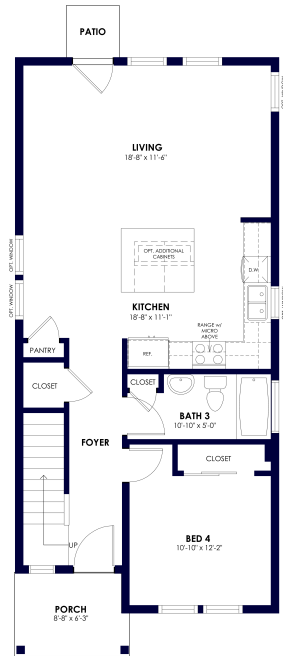 PATIO
OPT. WINDOW
LIVING
18'-8" x 11'-6"
OPT. WINDOW
OPT. ADDITIONAL
CABINETS
D.W.
OPT. WINDOW
KITCHEN
18'-8" x 11'-1"
RANGE w/
MICRO
ABOVE
PANTRY
REF.
CLOSET
CLOSET
BATH 3
10'-10" x 5'-0"
FOYER
CLOSET
UP
BED 4
10'-10" x 12'-2"
PORCH
8'-8" x 6'-3"